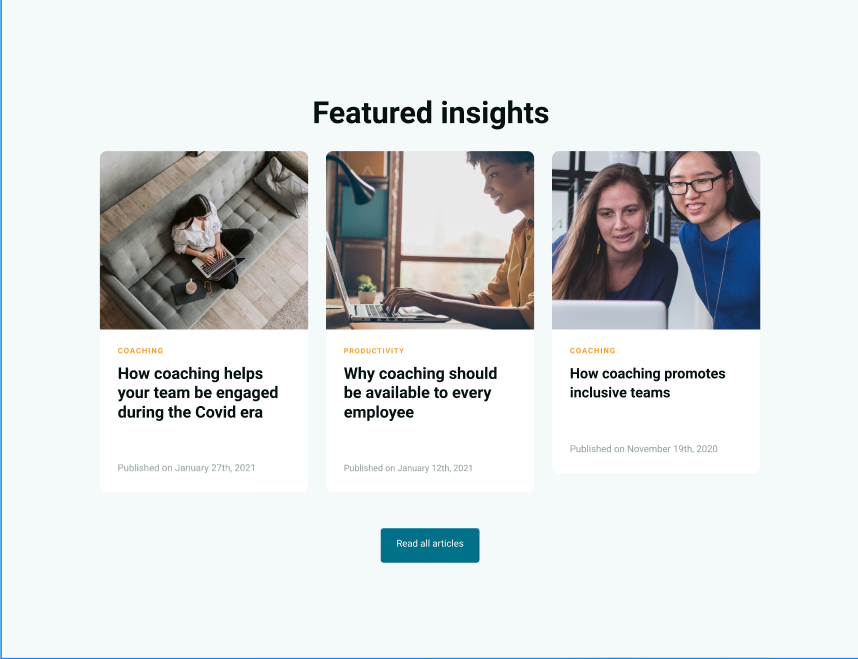 Featured insights
COACHING
How coaching helps
your team be engaged
during the Covid era
Published on January 27th, 2021
PRODUCTIVITY
Why coaching should
be available to every
employee
Published on January 12th, 2021
COACHING
How coaching promotes
inclusive teams
Published on November 19th, 2020
Read all articles